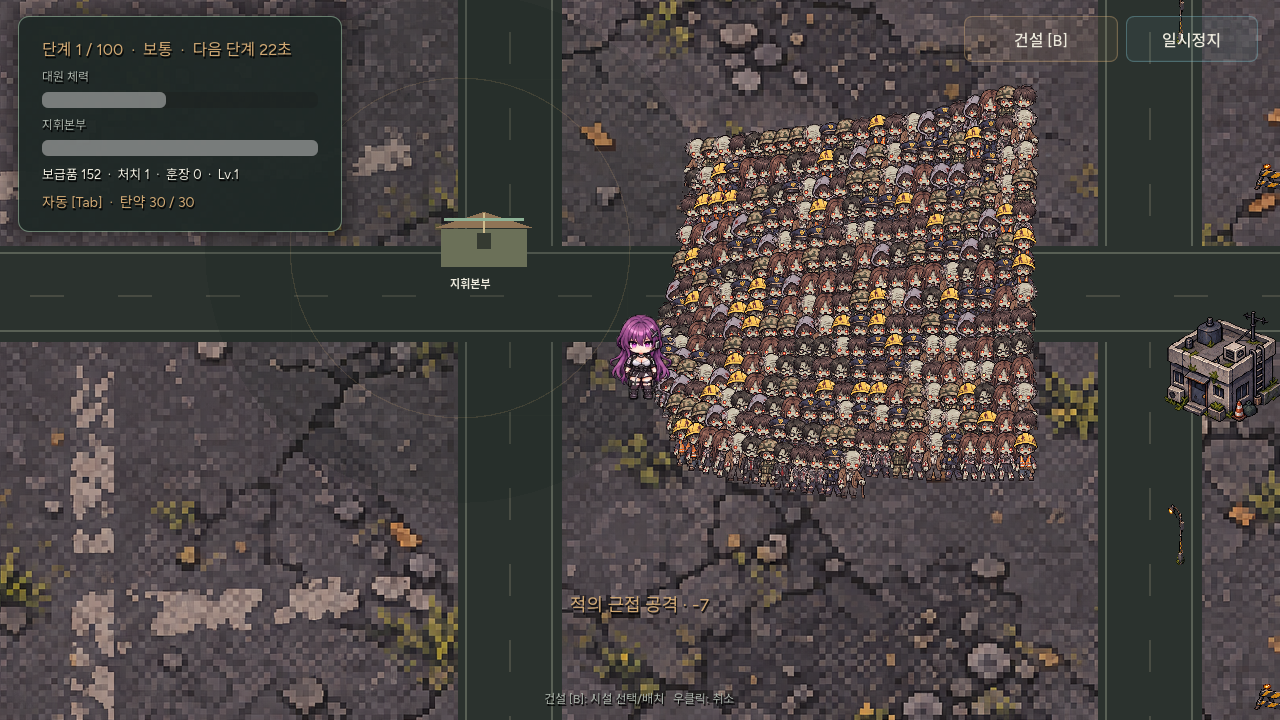 단계 1 / 100 · 보통 · 다음 단계 22초
대원 체력
지휘본부
보급품 152 · 처치 1 · 훈장 0 · Lv.1
자동 [Tab] · 탄약 30 / 30
건설 [B]
일시정지
지휘본부
적의 근접 공격 · -7
건설 [B]: 시설 선택/배치 우클릭: 취소